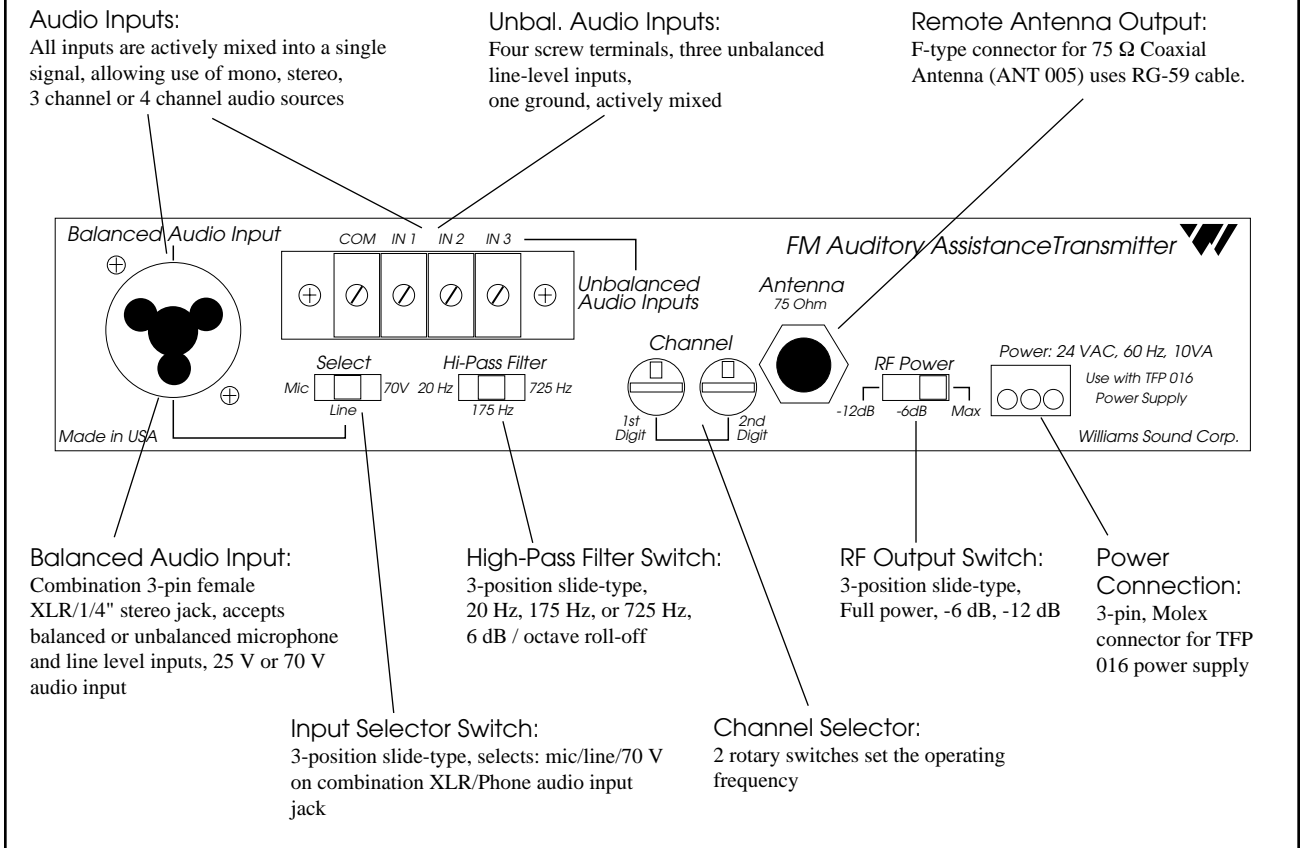 Audio Inputs:
All inputs are actively mixed into a single
signal, allowing use of mono, stereo,
3 channel or 4 channel audio sources
Unbal. Audio Inputs:
Four screw terminals, three unbalanced
line-level inputs,
one ground, actively mixed
Remote Antenna Output:
F-type connector for 75 Ω Coaxial
Antenna (ANT 005) uses RG-59 cable.
Balanced Audio Input
COM IN 1 IN 2 IN 3
Unbalanced
Audio Inputs
FM Auditory AssistanceTransmitter
Antenna
75 Ohm
Select
Mic
70V
Line
Hi-Pass Filter
20 Hz
725 Hz
175 Hz
Channel
1st
Digit
2nd
Digit
RF Power
-12dB
-6dB
Max
Power: 24 VAC, 60 Hz, 10VA
Use with TFP 016
Power Supply
Made in USA
Williams Sound Corp.
Balanced Audio Input:
Combination 3-pin female
XLR/1/4" stereo jack, accepts
balanced or unbalanced microphone
and line level inputs, 25 V or 70 V
audio input
High-Pass Filter Switch:
3-position slide-type,
20 Hz, 175 Hz, or 725 Hz,
6 dB / octave roll-off
RF Output Switch:
3-position slide-type,
Full power, -6 dB, -12 dB
Power
Connection:
3-pin, Molex
connector for TFP
016 power supply
Input Selector Switch:
3-position slide-type, selects: mic/line/70 V
on combination XLR/Phone audio input
jack
Channel Selector:
2 rotary switches set the operating
frequency